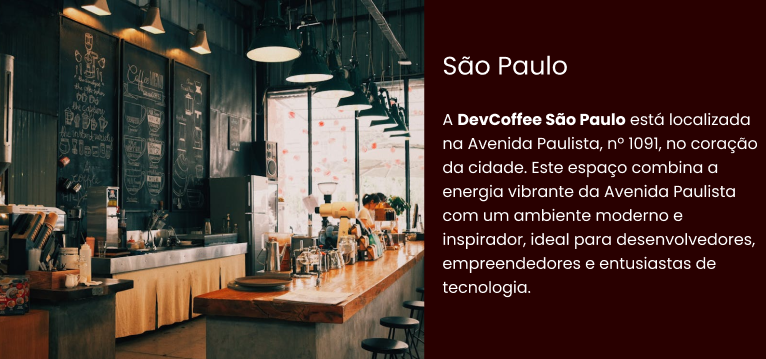 São Paulo
A DevCoffee São Paulo está localizada
na Avenida Paulista, nº 1091, no coração
da cidade. Este espaço combina a
energia vibrante da Avenida Paulista
com um ambiente moderno e
inspirador, ideal para desenvolvedores,
empreendedores e entusiastas de
tecnologia.